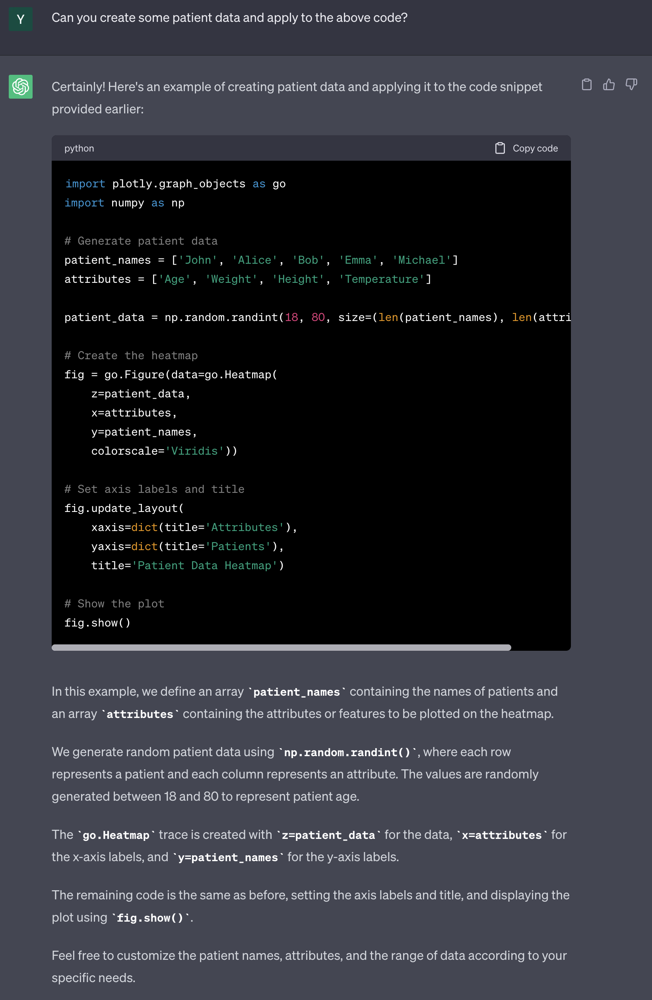 Y
Can you create some patient data and apply to the above code?
Certainly! Here's an example of creating patient data and applying it to the code snippet
provided earlier:
python
Copy code
import plotly.graph_objects as go
import numpy as np
# Generate patient data
patient_names = ['John', 'Alice', 'Bob', 'Emma', 'Michael']
attributes = ['Age', 'Weight', 'Height', 'Temperature']
patient_data = np.random.randint(18, 80, size=(len(patient_names), len(attri
# Create the heatmap
fig = go.Figure(data=go.Heatmap(
    z=patient_data,
    x=attributes,
    y=patient_names,
    colorscale='Viridis'))
# Set axis labels and title
fig.update_layout(
    xaxis=dict(title='Attributes'),
    yaxis=dict(title='Patients'),
    title='Patient Data Heatmap')
# Show the plot
fig.show()
In this example, we define an array `patient_names` containing the names of patients and
an array `attributes` containing the attributes or features to be plotted on the heatmap.
We generate random patient data using `np.random.randint()`, where each row
represents a patient and each column represents an attribute. The values are randomly
generated between 18 and 80 to represent patient age.
The `go.Heatmap` trace is created with `z=patient_data` for the data, `x=attributes` for
the x-axis labels, and `y=patient_names` for the y-axis labels.
The remaining code is the same as before, setting the axis labels and title, and displaying the
plot using `fig.show()`.
Feel free to customize the patient names, attributes, and the range of data according to your
specific needs.